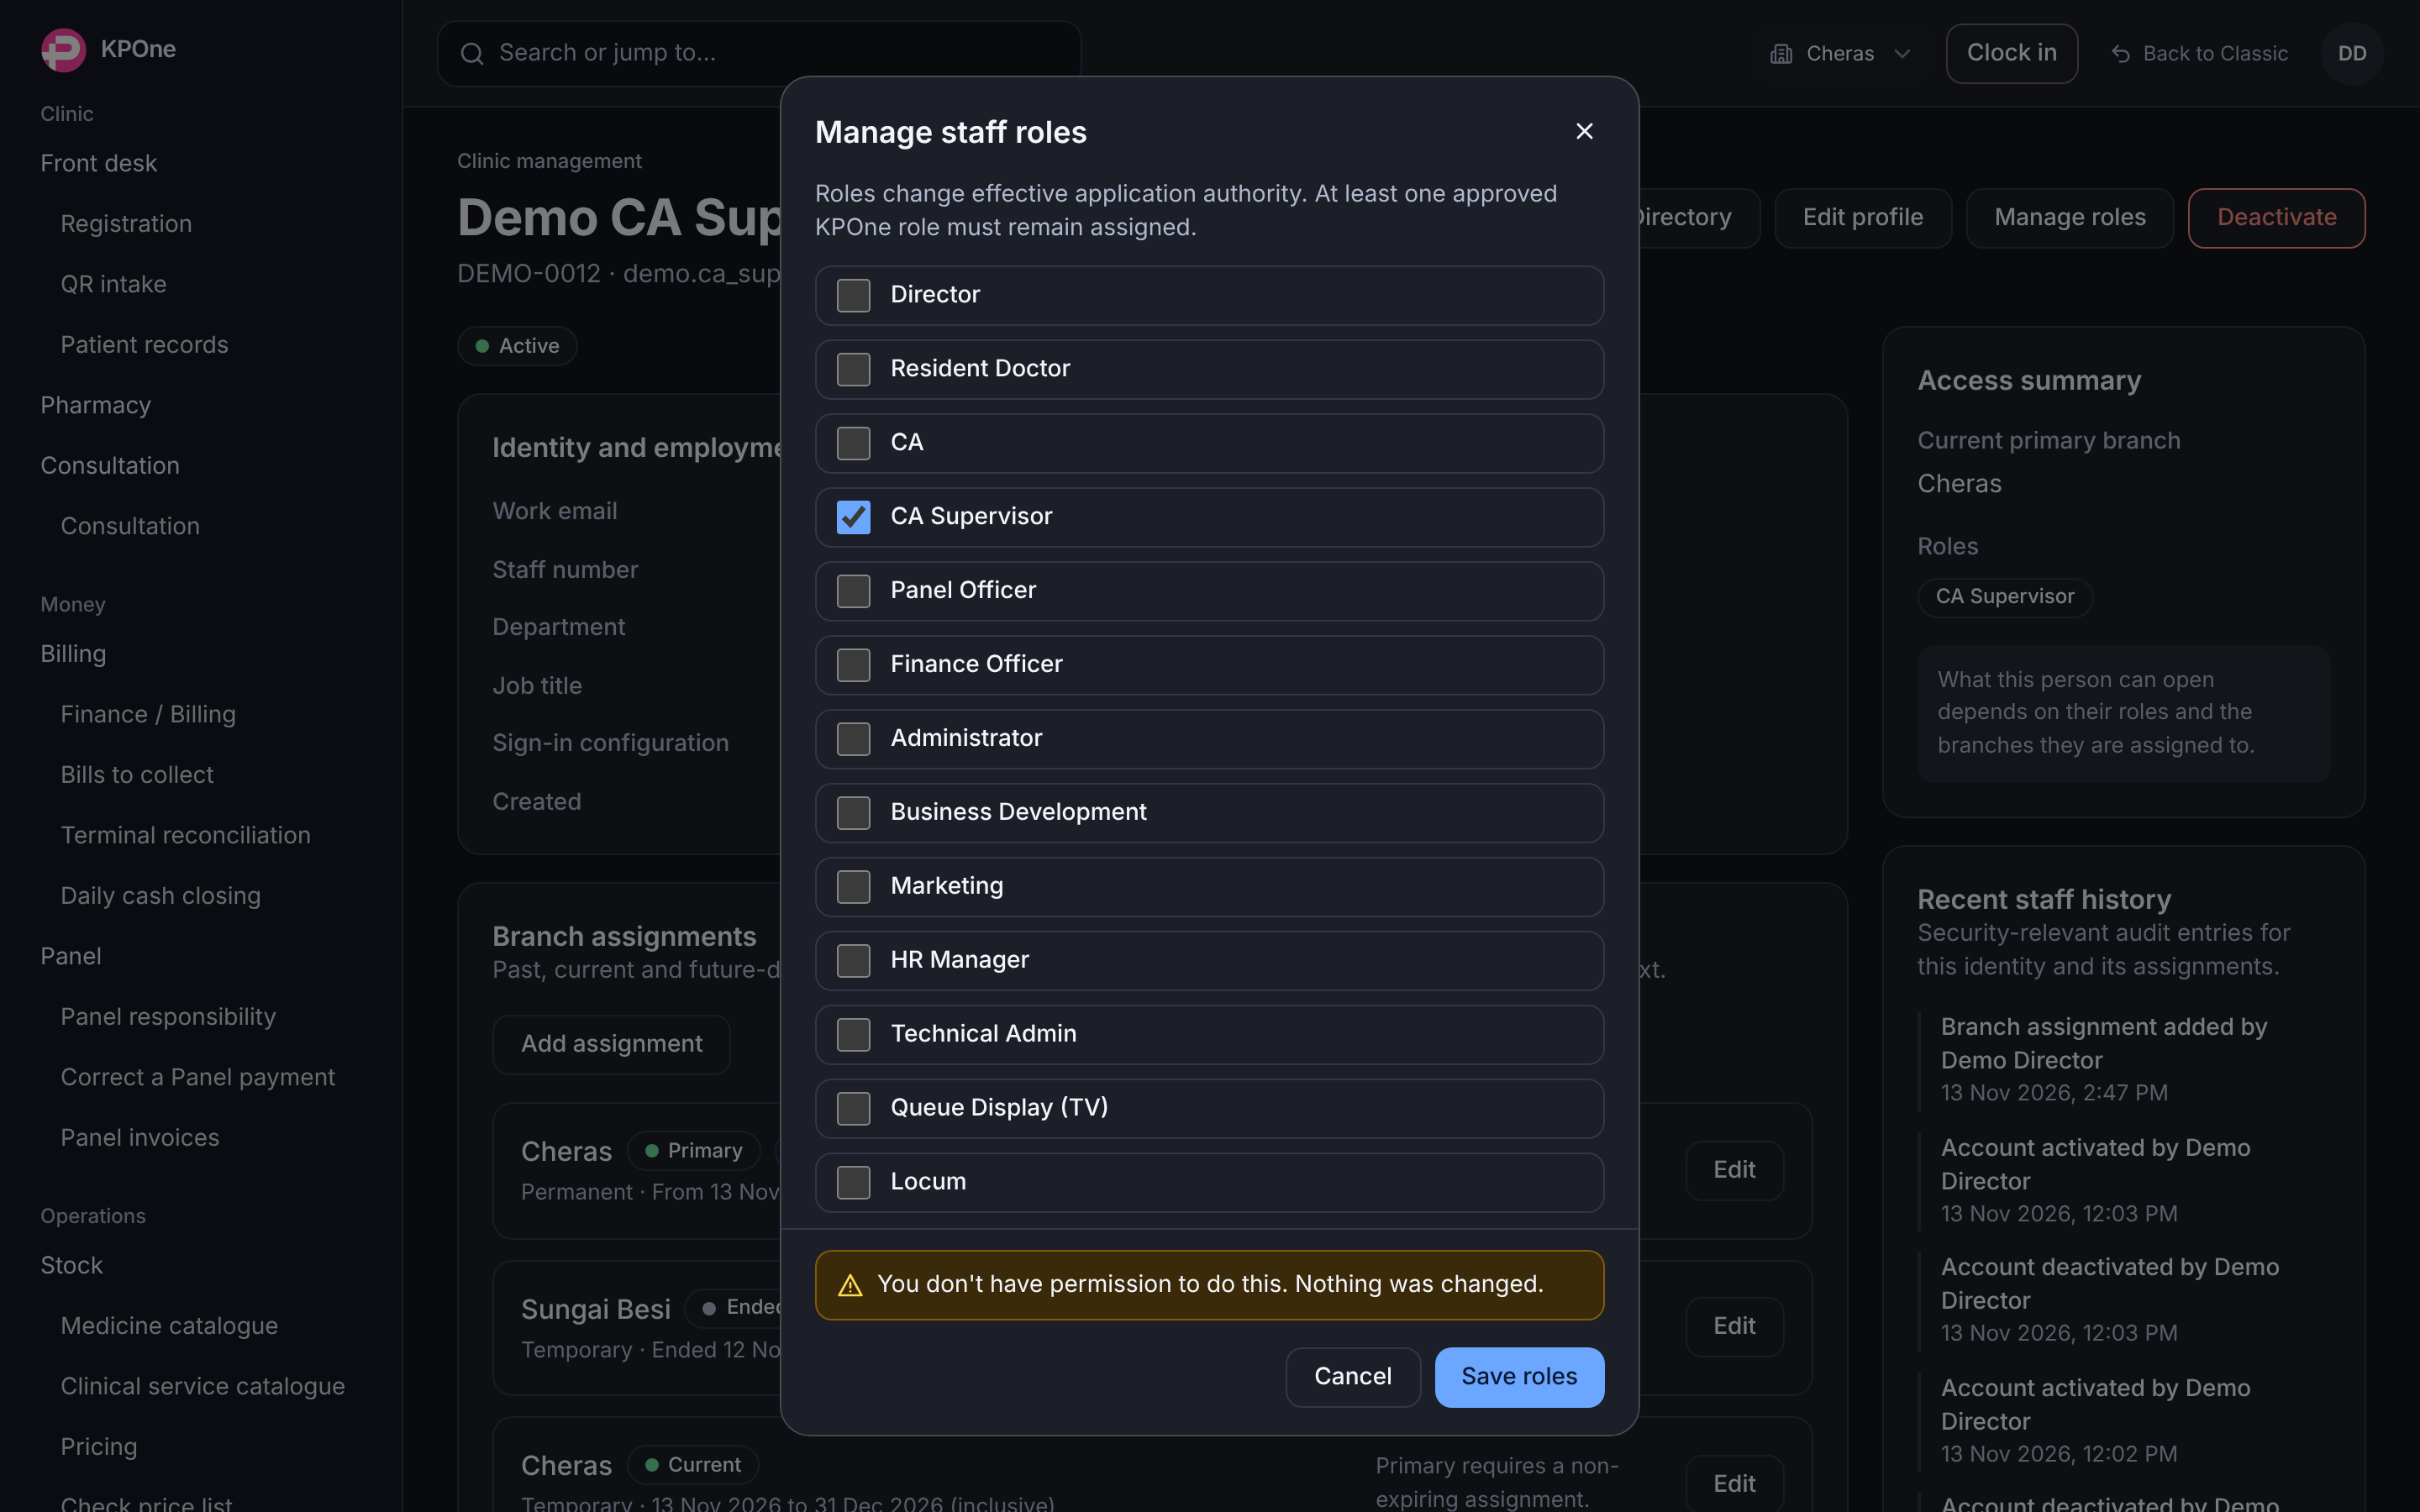 KPOne
Clinic
Front desk
Registration
QR intake
Patient records
Pharmacy
Consultation
Consultation
Money
Billing
Finance / Billing
Bills to collect
Terminal reconciliation
Daily cash closing
Panel
Panel responsibility
Correct a Panel payment
Panel invoices
Operations
Stock
Medicine catalogue
Clinical service catalogue
Pricing
Check price list
Search or jump to...
Cheras
Clock in
Back to Classic
DD
Clinic management
Demo CA Sup
DEMO-0012 · demo.ca_sup
Directory
Edit profile
Manage roles
Deactivate
Active
Identity and employme
Work email
Staff number
Department
Job title
Sign-in configuration
Created
Branch assignments
Past, current and future-d
xt.
Add assignment
Cheras
Primary
Permanent · From 13 Nov
Edit
Sungai Besi
Ended
Temporary · Ended 12 No
Edit
Cheras
Current
Temporary · 13 Nov 2026 to 31 Dec 2026 (inclusive)
Primary requires a non-
expiring assignment.
Edit
Manage staff roles
Roles change effective application authority. At least one approved
KPOne role must remain assigned.
Director
Resident Doctor
CA
CA Supervisor
Panel Officer
Finance Officer
Administrator
Business Development
Marketing
HR Manager
Technical Admin
Queue Display (TV)
Locum
You don't have permission to do this. Nothing was changed.
Cancel
Save roles
Access summary
Current primary branch
Cheras
Roles
CA Supervisor
What this person can open
depends on their roles and the
branches they are assigned to.
Recent staff history
Security-relevant audit entries for
this identity and its assignments.
Branch assignment added by
Demo Director
13 Nov 2026, 2:47 PM
Account activated by Demo
Director
13 Nov 2026, 12:03 PM
Account deactivated by Demo
Director
13 Nov 2026, 12:03 PM
Account activated by Demo
Director
13 Nov 2026, 12:02 PM
Account deactivated by Demo